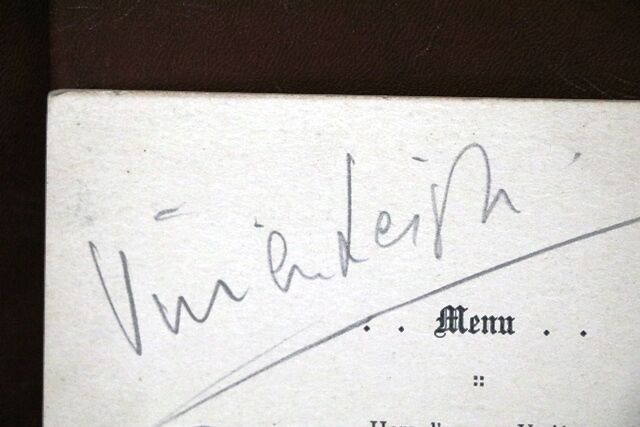 Vivien Leigh
. . Menu . .